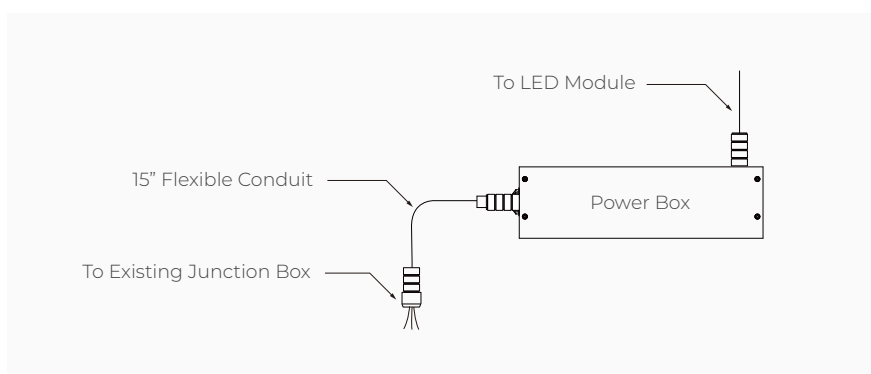 To LED Module
15” Flexible Conduit
Power Box
To Existing Junction Box